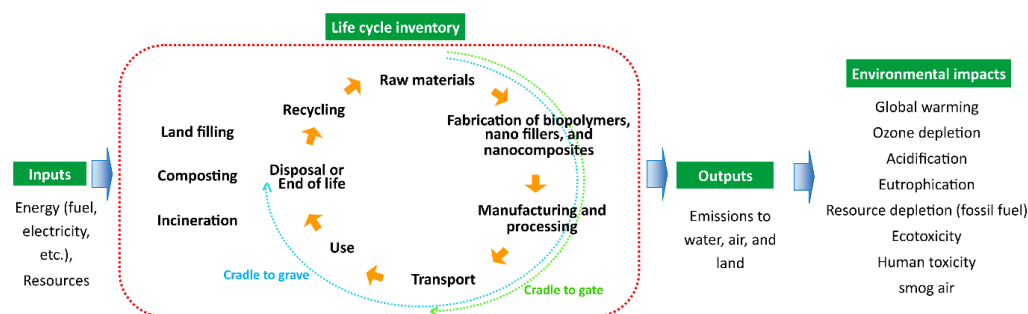 Life cycle inventory
Inputs
Energy (fuel,
electricity,
etc.),
Resources
Land filling
Composting
Incineration
Raw materials
Fabrication of biopolymers,
nano fillers, and
nanocomposites
Manufacturing and
processing
Transport
Use
Disposal or
End of life
Recycling
Cradle to grave
Cradle to gate
Outputs
Emissions to
water, air, and
land
Environmental impacts
Global warming
Ozone depletion
Acidification
Eutrophication
Resource depletion (fossil fuel)
Ecotoxicity
Human toxicity
smog air